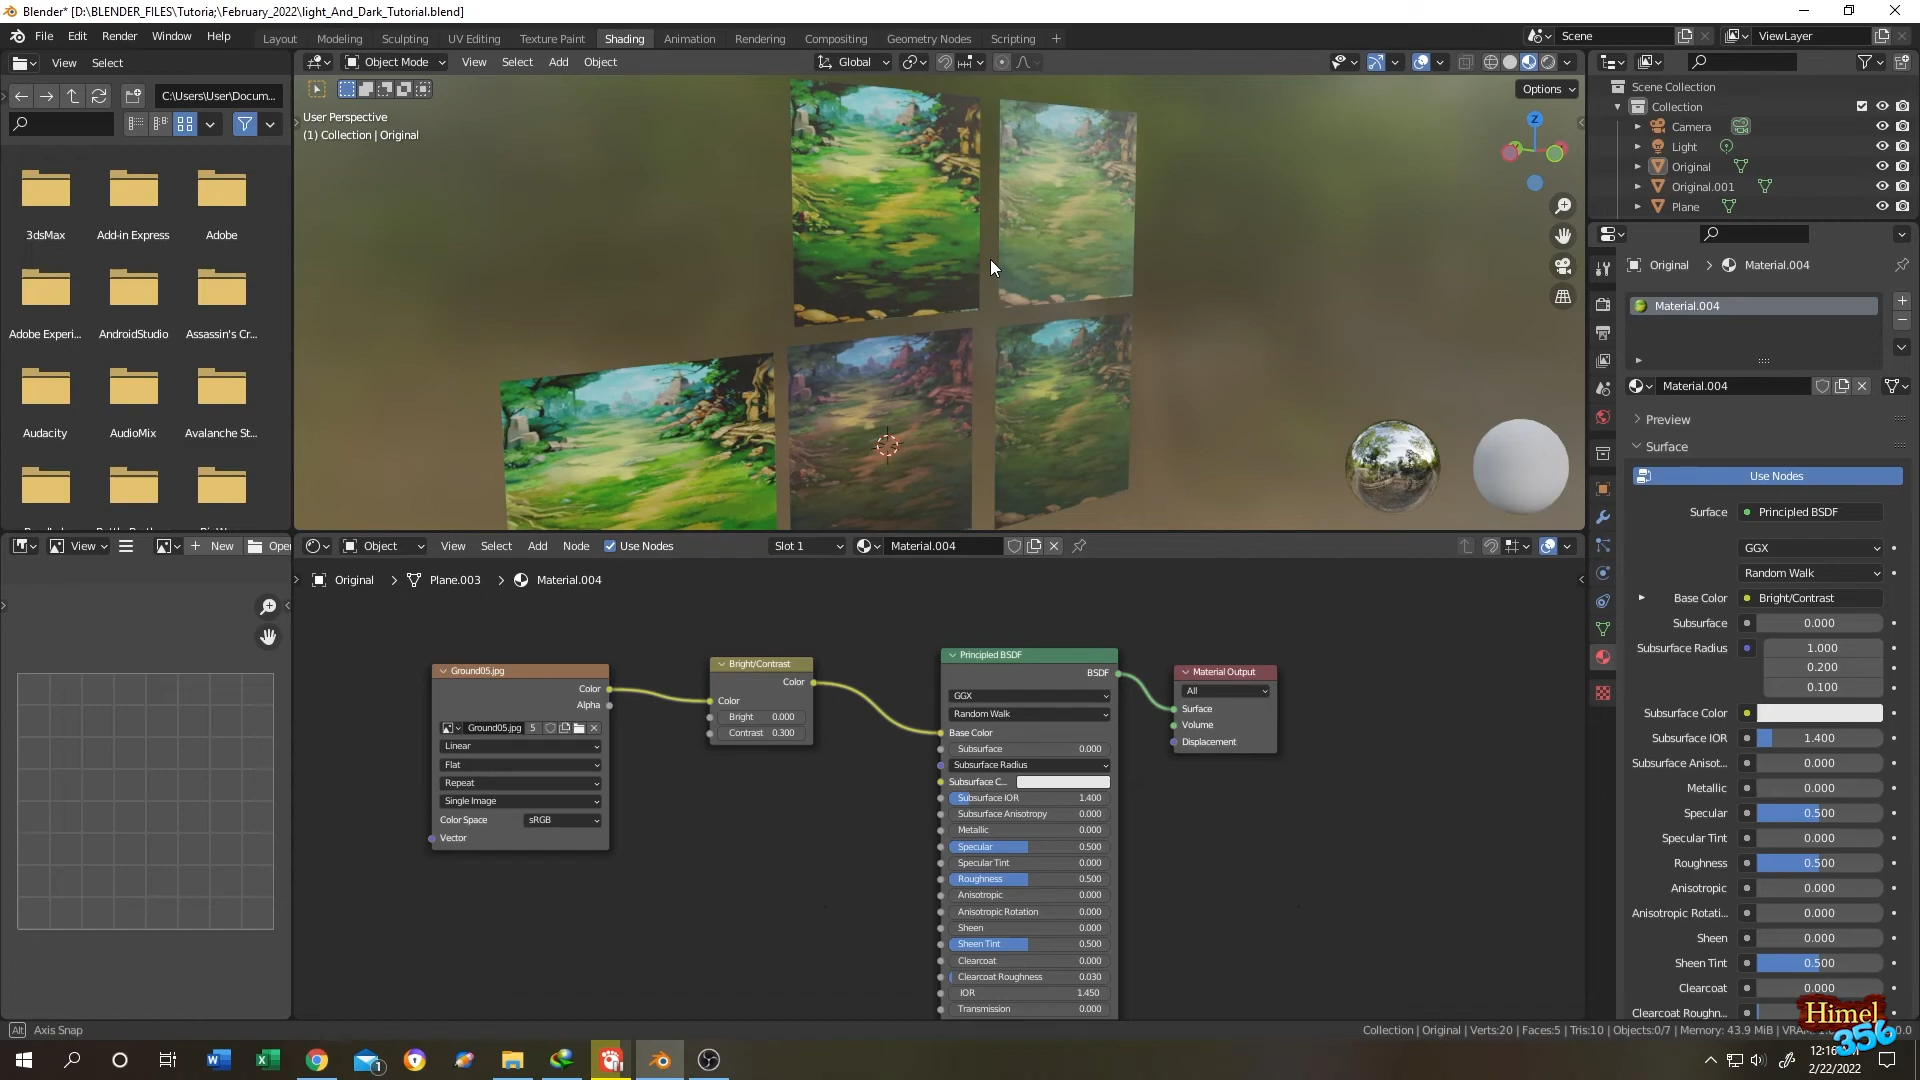 Blender* [D:\BLENDER_FILES\Tutoria;\February_2022\light_And_Dark_Tutorial.blend]
File Edit Render Window Help
Layout Modeling Sculpting UV Editing Texture Paint Shading Animation Rendering Compositing Geometry Nodes Scripting +
Scene
ViewLayer
View Select
Object Mode View Select Add Object
Global
C:\Users\User\Docum...
Options
User Perspective
(1) Collection | Original
Z
Scene Collection
Collection
Camera
Light
Original
Original.001
Plane
3dsMax Add-in Express Adobe
Adobe Experi... AndroidStudio Assassin's Cr...
Audacity AudioMix Avalanche St...
Original > Material.004
Material.004
Material.004
Preview
Surface
Use Nodes
Surface Principled BSDF
GGX
Random Walk
Base Color Bright/Contrast
Subsurface 0.000
Subsurface Radius 1.000
0.200
0.100
Subsurface Color
Subsurface IOR 1.400
Subsurface Anisot... 0.000
Metallic 0.000
Specular 0.500
Specular Tint 0.000
Roughness 0.500
Anisotropic 0.000
Anisotropic Rotati... 0.000
Sheen 0.000
Sheen Tint 0.500
Clearcoat 0.000
Clearcoat Roughn...
View
New
Oper
Object View Select Add Node Use Nodes
Slot 1
Material.004
Original > Plane.003 > Material.004
Ground05.jpg
Color
Alpha
Ground05.jpg 5
Linear
Flat
Repeat
Single Image
Color Space sRGB
Vector
Bright/Contrast
Color
Color
Bright 0.000
Contrast 0.300
Principled BSDF
BSDF
GGX
Random Walk
Base Color
Subsurface 0.000
Subsurface Radius
Subsurface C...
Subsurface IOR 1.400
Subsurface Anisotropy 0.000
Metallic 0.000
Specular 0.500
Specular Tint 0.000
Roughness 0.500
Anisotropic 0.000
Anisotropic Rotation 0.000
Sheen 0.000
Sheen Tint 0.500
Clearcoat 0.000
Clearcoat Roughness 0.030
IOR 1.450
Transmission 0.000
Material Output
All
Surface
Volume
Displacement
Alt Axis Snap
Collection | Original | Verts:20 | Faces:5 | Tris:10 | Objects:0/7 | Memory: 43.9 MiB | VRAM:
Himel
356
1
2/22/2022